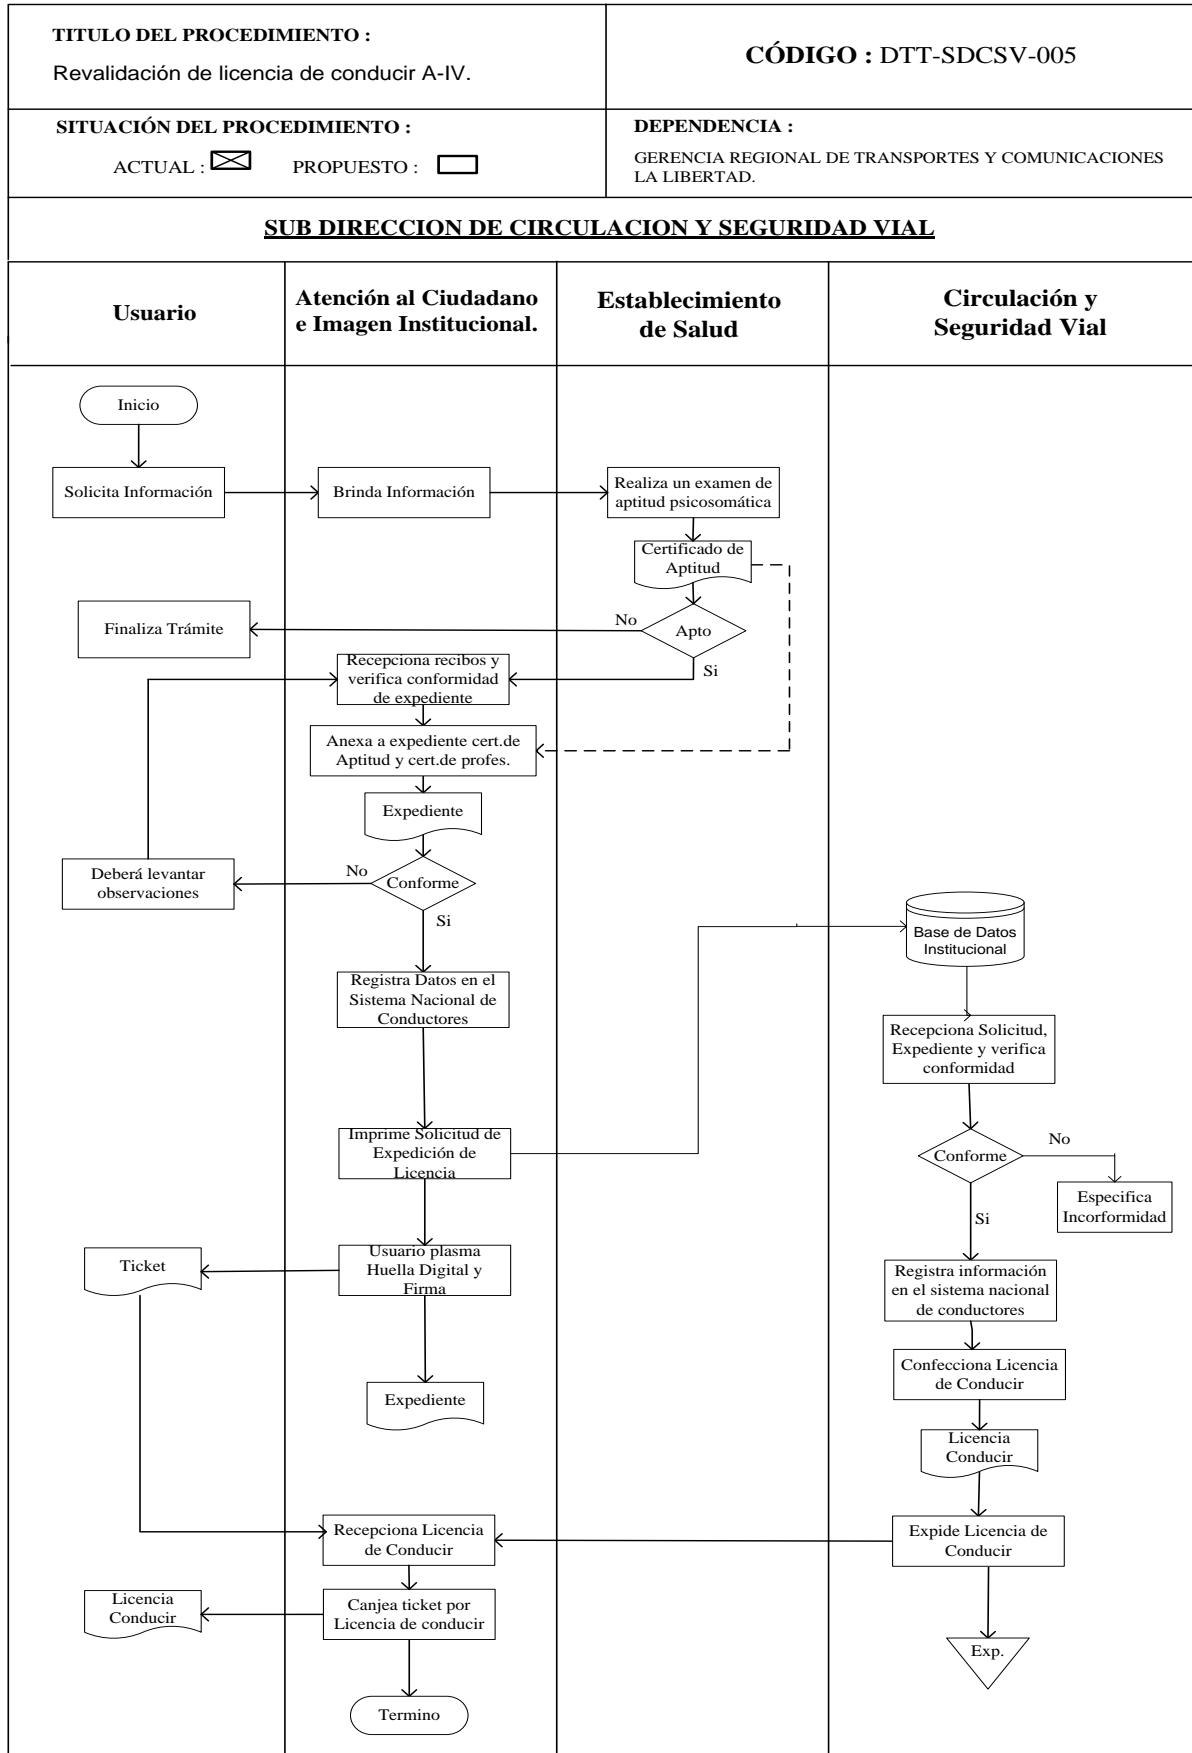 TITULO DEL PROCEDIMIENTO :
Revalidación de licencia de conducir A-IV.
CÓDIGO : DTT-SDCSV-005
SITUACIÓN DEL PROCEDIMIENTO :
ACTUAL :
PROPUESTO :
DEPENDENCIA :
GERENCIA REGIONAL DE TRANSPORTES Y COMUNICACIONES
LA LIBERTAD.
SUB DIRECCION DE CIRCULACION Y SEGURIDAD VIAL
Usuario
Atención al Ciudadano
e Imagen Institucional.
Establecimiento
de Salud
Circulación y
Seguridad Vial
Inicio
Solicita Información
Brinda Información
Realiza un examen de
aptitud psicosomática
Certificado de
Aptitud
Finaliza Trámite
No
Apto
Si
Recepciona recibos y
verifica conformidad
de expediente
Anexa a expediente cert.de
Aptitud y cert.de profes.
Expediente
Deberá levantar
observaciones
No
Conforme
Si
Base de Datos
Institucional
Registra Datos en el
Sistema Nacional de
Conductores
Recepciona Solicitud,
Expediente y verifica
conformidad
Imprime Solicitud de
Expedición de
Licencia
Conforme
No
Especifica
Incorformidad
Si
Ticket
Usuario plasma
Huella Digital y
Firma
Registra información
en el sistema nacional
de conductores
Confecciona Licencia
de Conducir
Expediente
Licencia
Conducir
Recepciona Licencia
de Conducir
Expide Licencia de
Conducir
Licencia
Conducir
Canjea ticket por
Licencia de conducir
Exp.
Termino